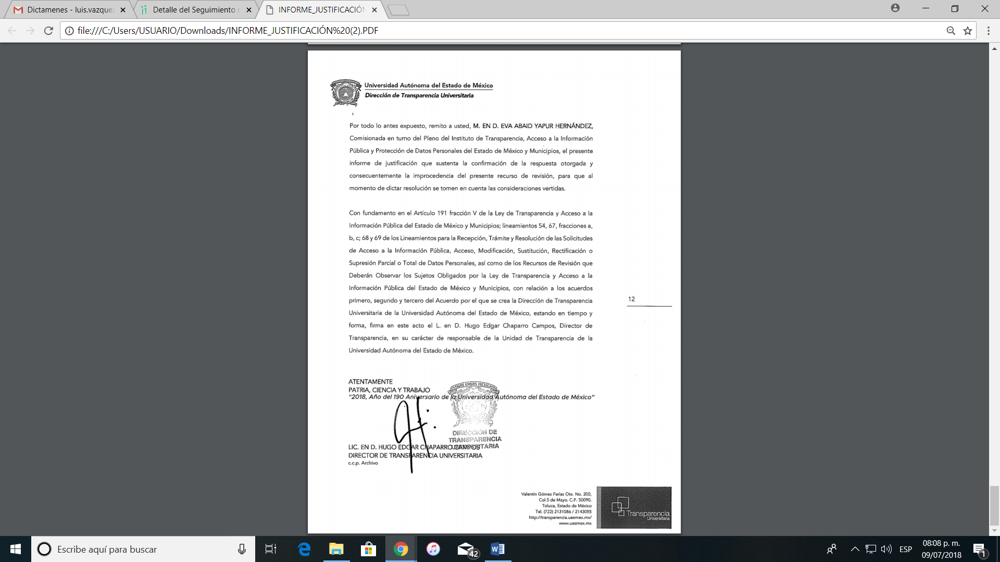 Dictamenes - luis.vazquez
Detalle del Seguimiento
INFORME_JUSTIFICACIÓN
file:///C:/Users/USUARIO/Downloads/INFORME_JUSTIFICACIÓN%20(2).PDF
Universidad Autónoma del Estado de México
Dirección de Transparencia Universitaria
Por todo lo antes expuesto, remito a usted, M. EN D. EVA ABAID YAPUR HERNÁNDEZ,
Comisionada en turno del Pleno del Instituto de Transparencia, Acceso a la Información
Pública y Protección de Datos Personales del Estado de México y Municipios, el presente
informe de justificación que sustenta la confirmación de la respuesta otorgada y
consecuentemente la improcedencia del presente recurso de revisión, para que al
momento de dictar resolución se tomen en cuenta las consideraciones vertidas.
Con fundamento en el Artículo 191 fracción V de la Ley de Transparencia y Acceso a la
Información Pública del Estado de México y Municipios; lineamientos 54, 67, fracciones a,
b, c; 68 y 69 de los Lineamientos para la Recepción, Trámite y Resolución de las Solicitudes
de Acceso a la Información Pública, Acceso, Modificación, Sustitución, Rectificación o
Supresión Parcial o Total de Datos Personales, así como de los Recursos de Revisión que
Deberán Observar los Sujetos Obligados por la Ley de Transparencia y Acceso a la
Información Pública del Estado de México y Municipios, con relación a los acuerdos
primero, segundo y tercero del Acuerdo por el que se crea la Dirección de Transparencia
Universitaria de la Universidad Autónoma del Estado de México, estando en tiempo y
forma, firma en este acto el L. en D. Hugo Edgar Chaparro Campos, Director de
Transparencia, en su carácter de responsable de la Unidad de Transparencia de la
Universidad Autónoma del Estado de México.
12
ATENTAMENTE
PATRIA, CIENCIA Y TRABAJO
"2018, Año del 190 Aniversario de la Universidad Autónoma del Estado de México"
ESTADOS UNIDOS MEXICANOS
DIRECCIÓN DE
TRANSPARENCIA
UNIVERSITARIA
LIC. EN D. HUGO EDGAR CHAPARRO CAMPOS
DIRECTOR DE TRANSPARENCIA UNIVERSITARIA
c.c.p. Archivo
Valentín Gómez Farías Ote. No. 200,
Col.5 de Mayo. C.P. 50090.
Toluca, Estado de México
Tel. (722) 2131086 / 2143055
http://transparencia.uaemex.mx/
www.uaemex.mx
Transparencia
Universitaria
Escribe aquí para buscar
42
ESP
08:08 p. m.
09/07/2018
1